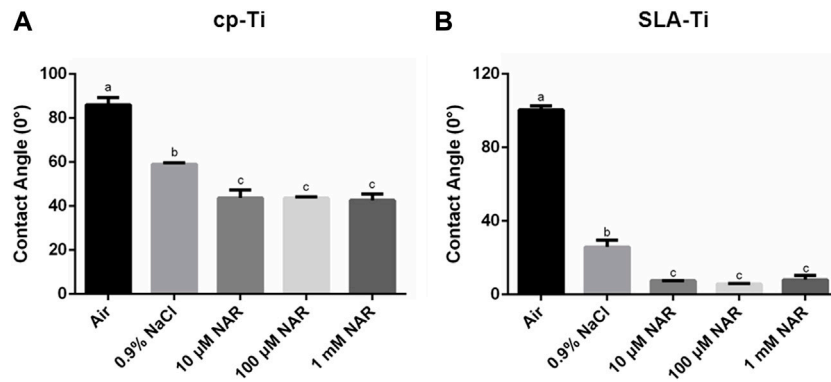 A
cp-Ti
Contact Angle (0°)
100
80
60
40
20
0
a
b
c
c
c
Air
0.9% NaCl
10 µM NAR
100 µM NAR
1 mM NAR
B
SLA-Ti
Contact Angle (0°)
120
80
40
0
a
b
c
c
c
Air
0.9% NaCl
10 µM NAR
100 µM NAR
1 mM NAR